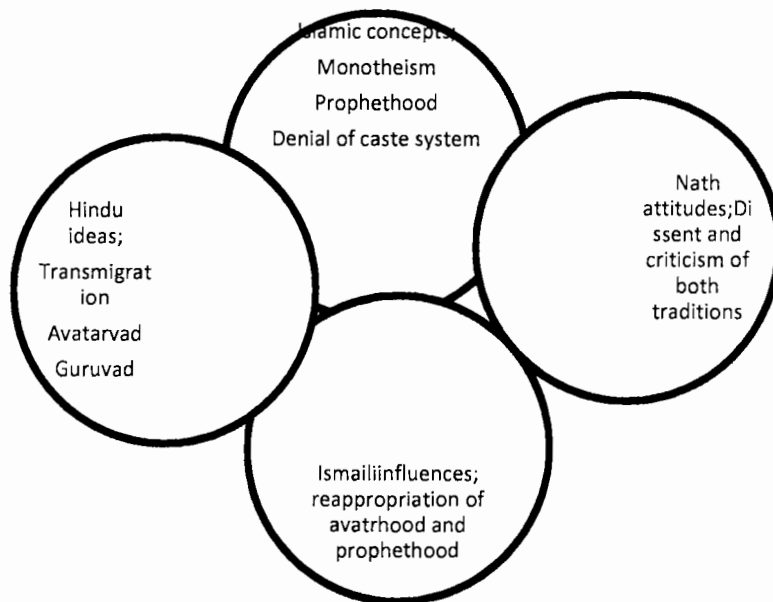 Islamic concepts;
Monotheism
Prophethood
Denial of caste system
Hindu
ideas;
Transmigrat
ion
Avatarvad
Guruvad
Nath
attitudes;Di
ssent and
criticism of
both
traditions
Ismailiinfluences;
reappropriation of
avatrhood and
prophethood